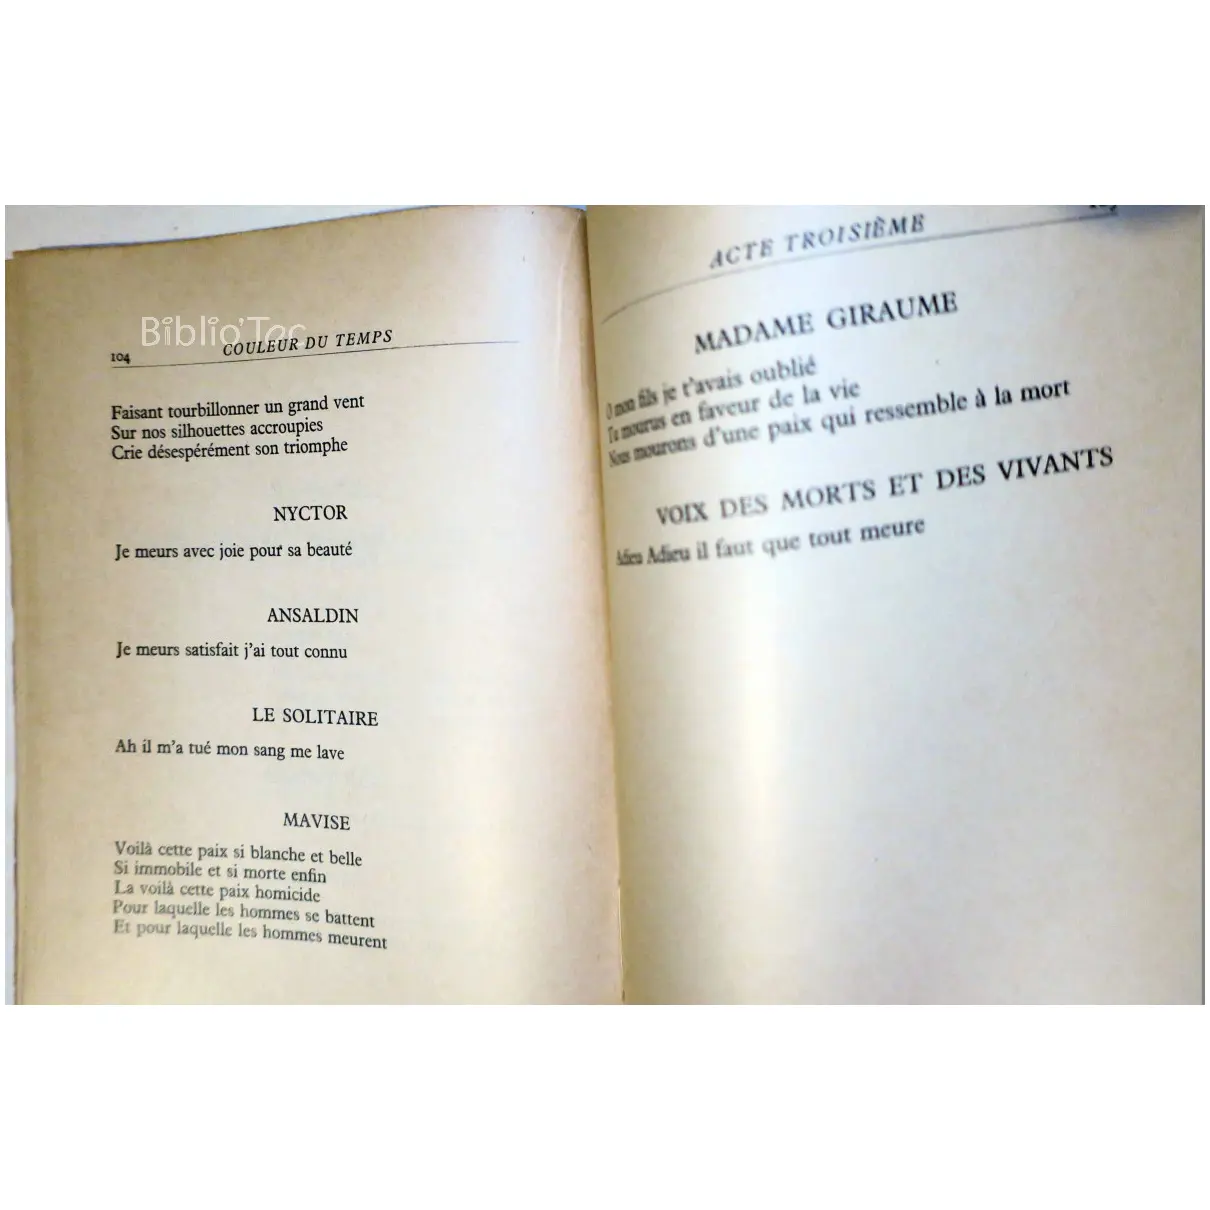 Biblio'Tec
104
COULEUR DU TEMPS
Faisant tourbillonner un grand vent
Sur nos silhouettes accroupies
Crie désespérément son triomphe
NYCTOR
Je meurs avec joie pour sa beauté
ANSALDIN
Je meurs satisfait j'ai tout connu
LE SOLITAIRE
Ah il m'a tué mon sang me lave
MAVISE
Voilà cette paix si blanche et belle
Si immobile et si morte enfin
La voilà cette paix homicide
Pour laquelle les hommes se battent
Et pour laquelle les hommes meurent
ACTE TROISIÈME
MADAME GIRAUME
O mon fils je t'avais oublié
Tu mourus en faveur de la vie
Nous mourons d'une paix qui ressemble à la mort
VOIX DES MORTS ET DES VIVANTS
Adieu Adieu il faut que tout meure